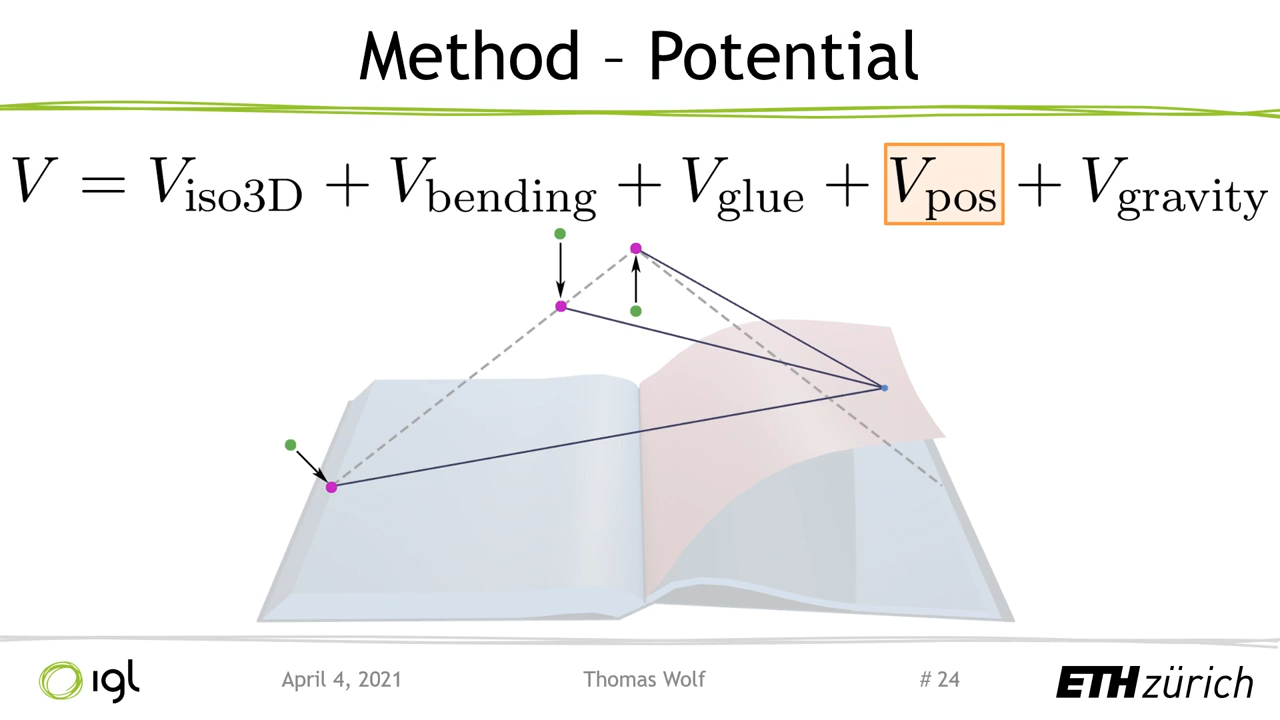 Method – Potential
V = V_iso3D + V_bending + V_glue + V_pos + V_gravity
igl
April 4, 2021
Thomas Wolf
# 24
ETH zürich